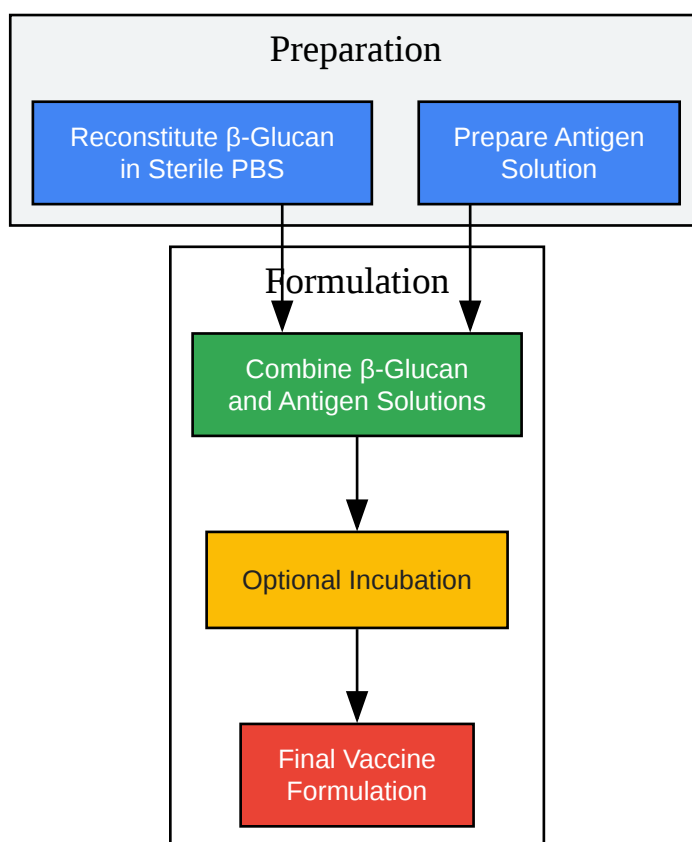 Preparation
Reconstitute β-Glucan
in Sterile PBS
Prepare Antigen
Solution
Formulation
Combine β-Glucan
and Antigen Solutions
Optional Incubation
Final Vaccine
Formulation